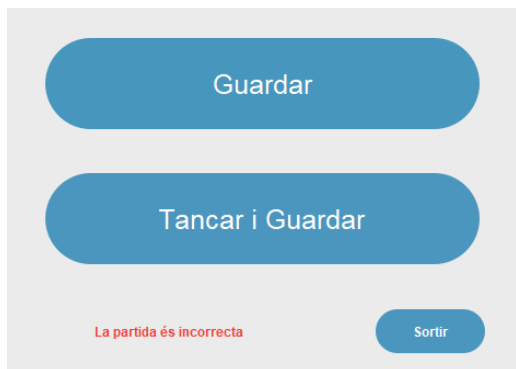 Guardar
Tancar i Guardar
La partida és incorrecta
Sortir